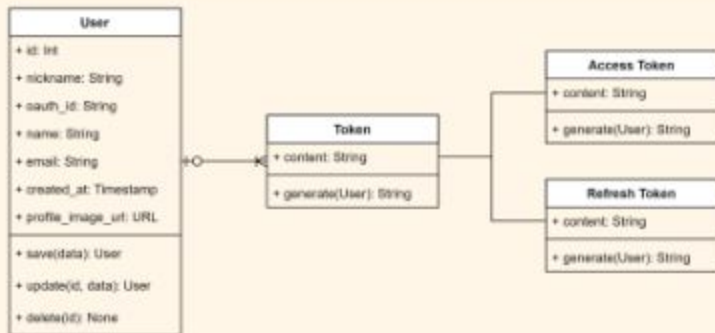 User
+ id: Int
+ nickname: String
+ oauth_id: String
+ name: String
+ email: String
+ created_at: Timestamp
+ profile_image_url: URL
+ save(data): User
+ update(id, data): User
+ delete(id): None
Token
+ content: String
+ generate(User): String
Access Token
+ content: String
+ generate(User): String
Refresh Token
+ content: String
+ generate(User): String